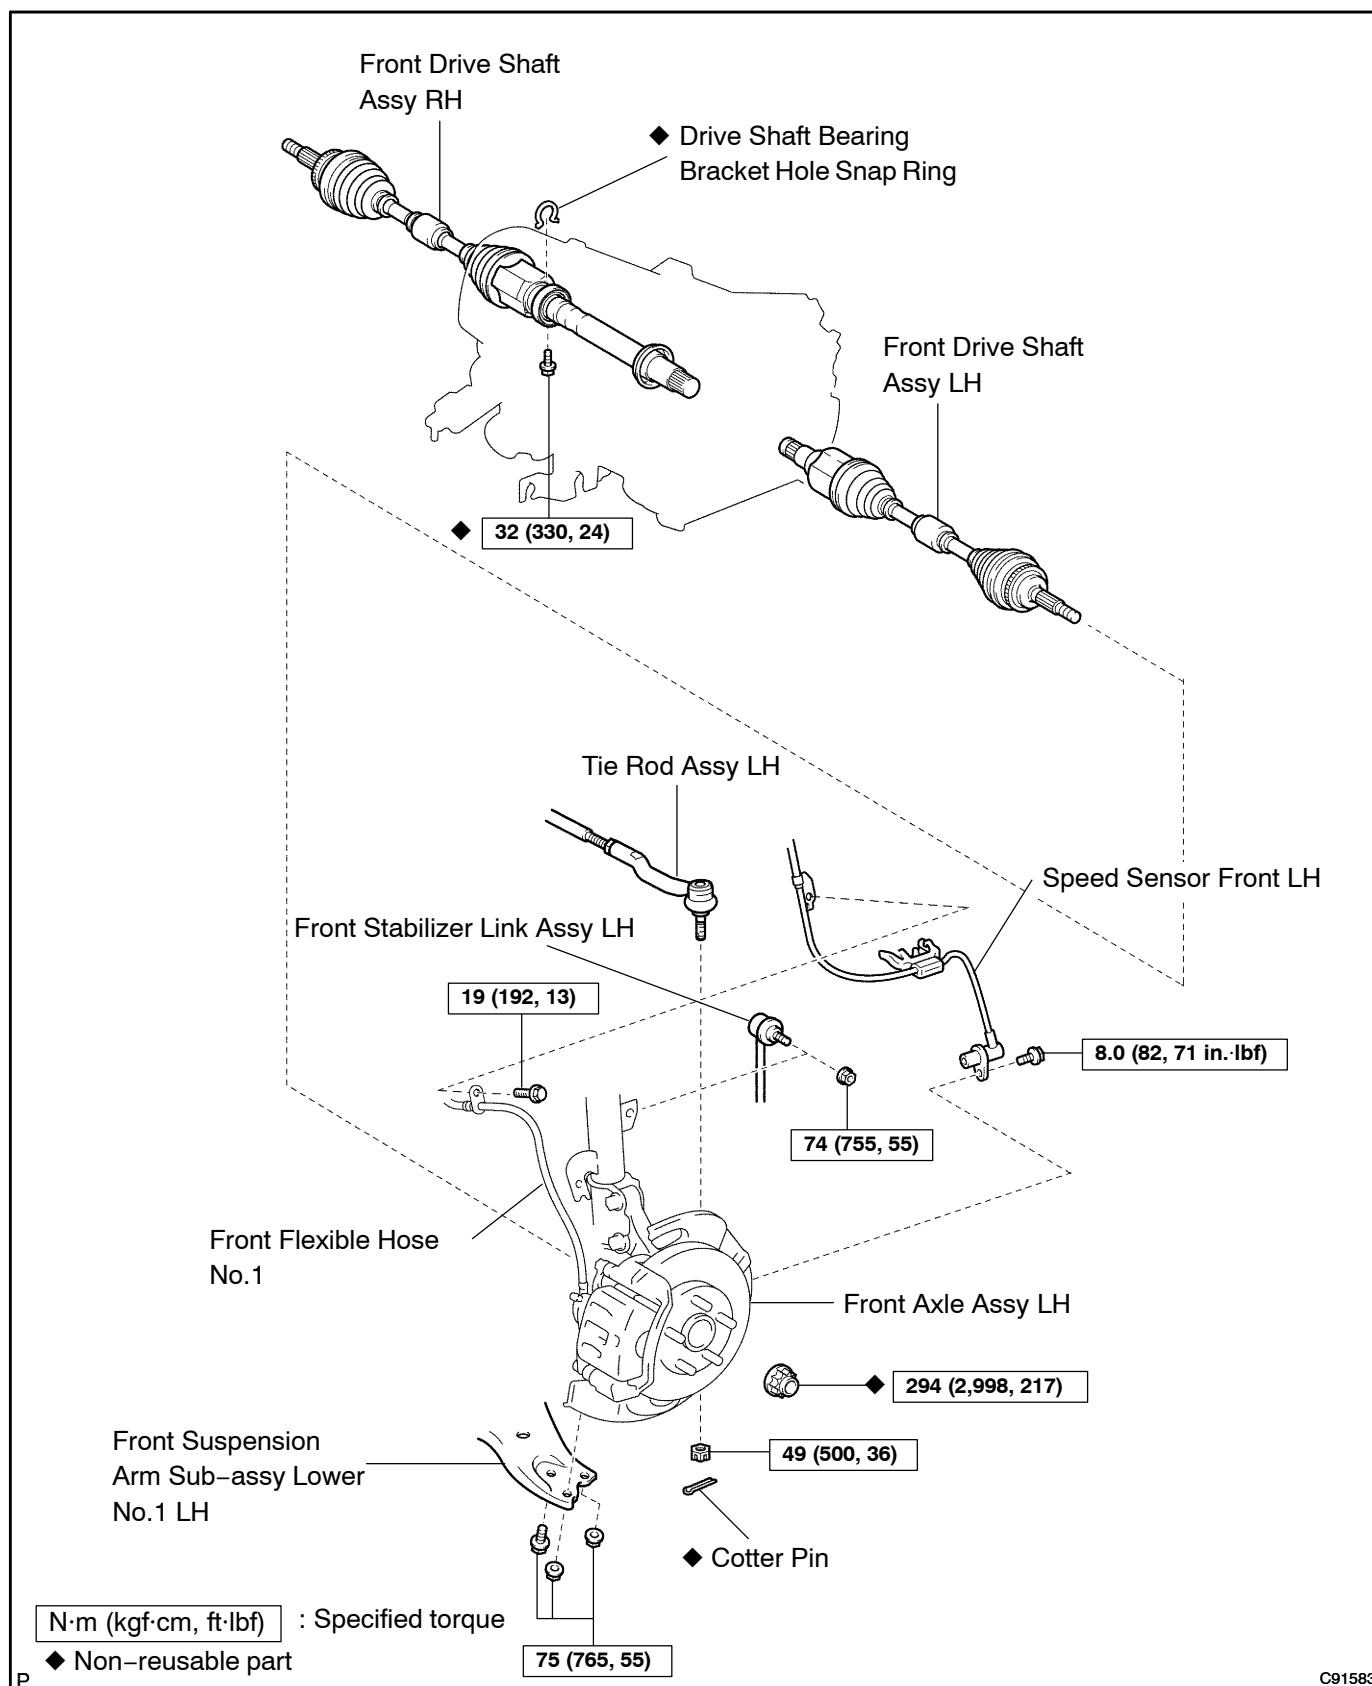 Front Drive Shaft
Assy RH
◆ Drive Shaft Bearing
Bracket Hole Snap Ring
Front Drive Shaft
Assy LH
◆ 32 (330, 24)
Tie Rod Assy LH
Speed Sensor Front LH
Front Stabilizer Link Assy LH
19 (192, 13)
8.0 (82, 71 in.·lbf)
74 (755, 55)
Front Flexible Hose
No.1
Front Axle Assy LH
◆ 294 (2,998, 217)
Front Suspension
Arm Sub−assy Lower
No.1 LH
49 (500, 36)
◆ Cotter Pin
N·m (kgf·cm, ft·lbf) : Specified torque
◆ Non−reusable part
75 (765, 55)
P
C91583